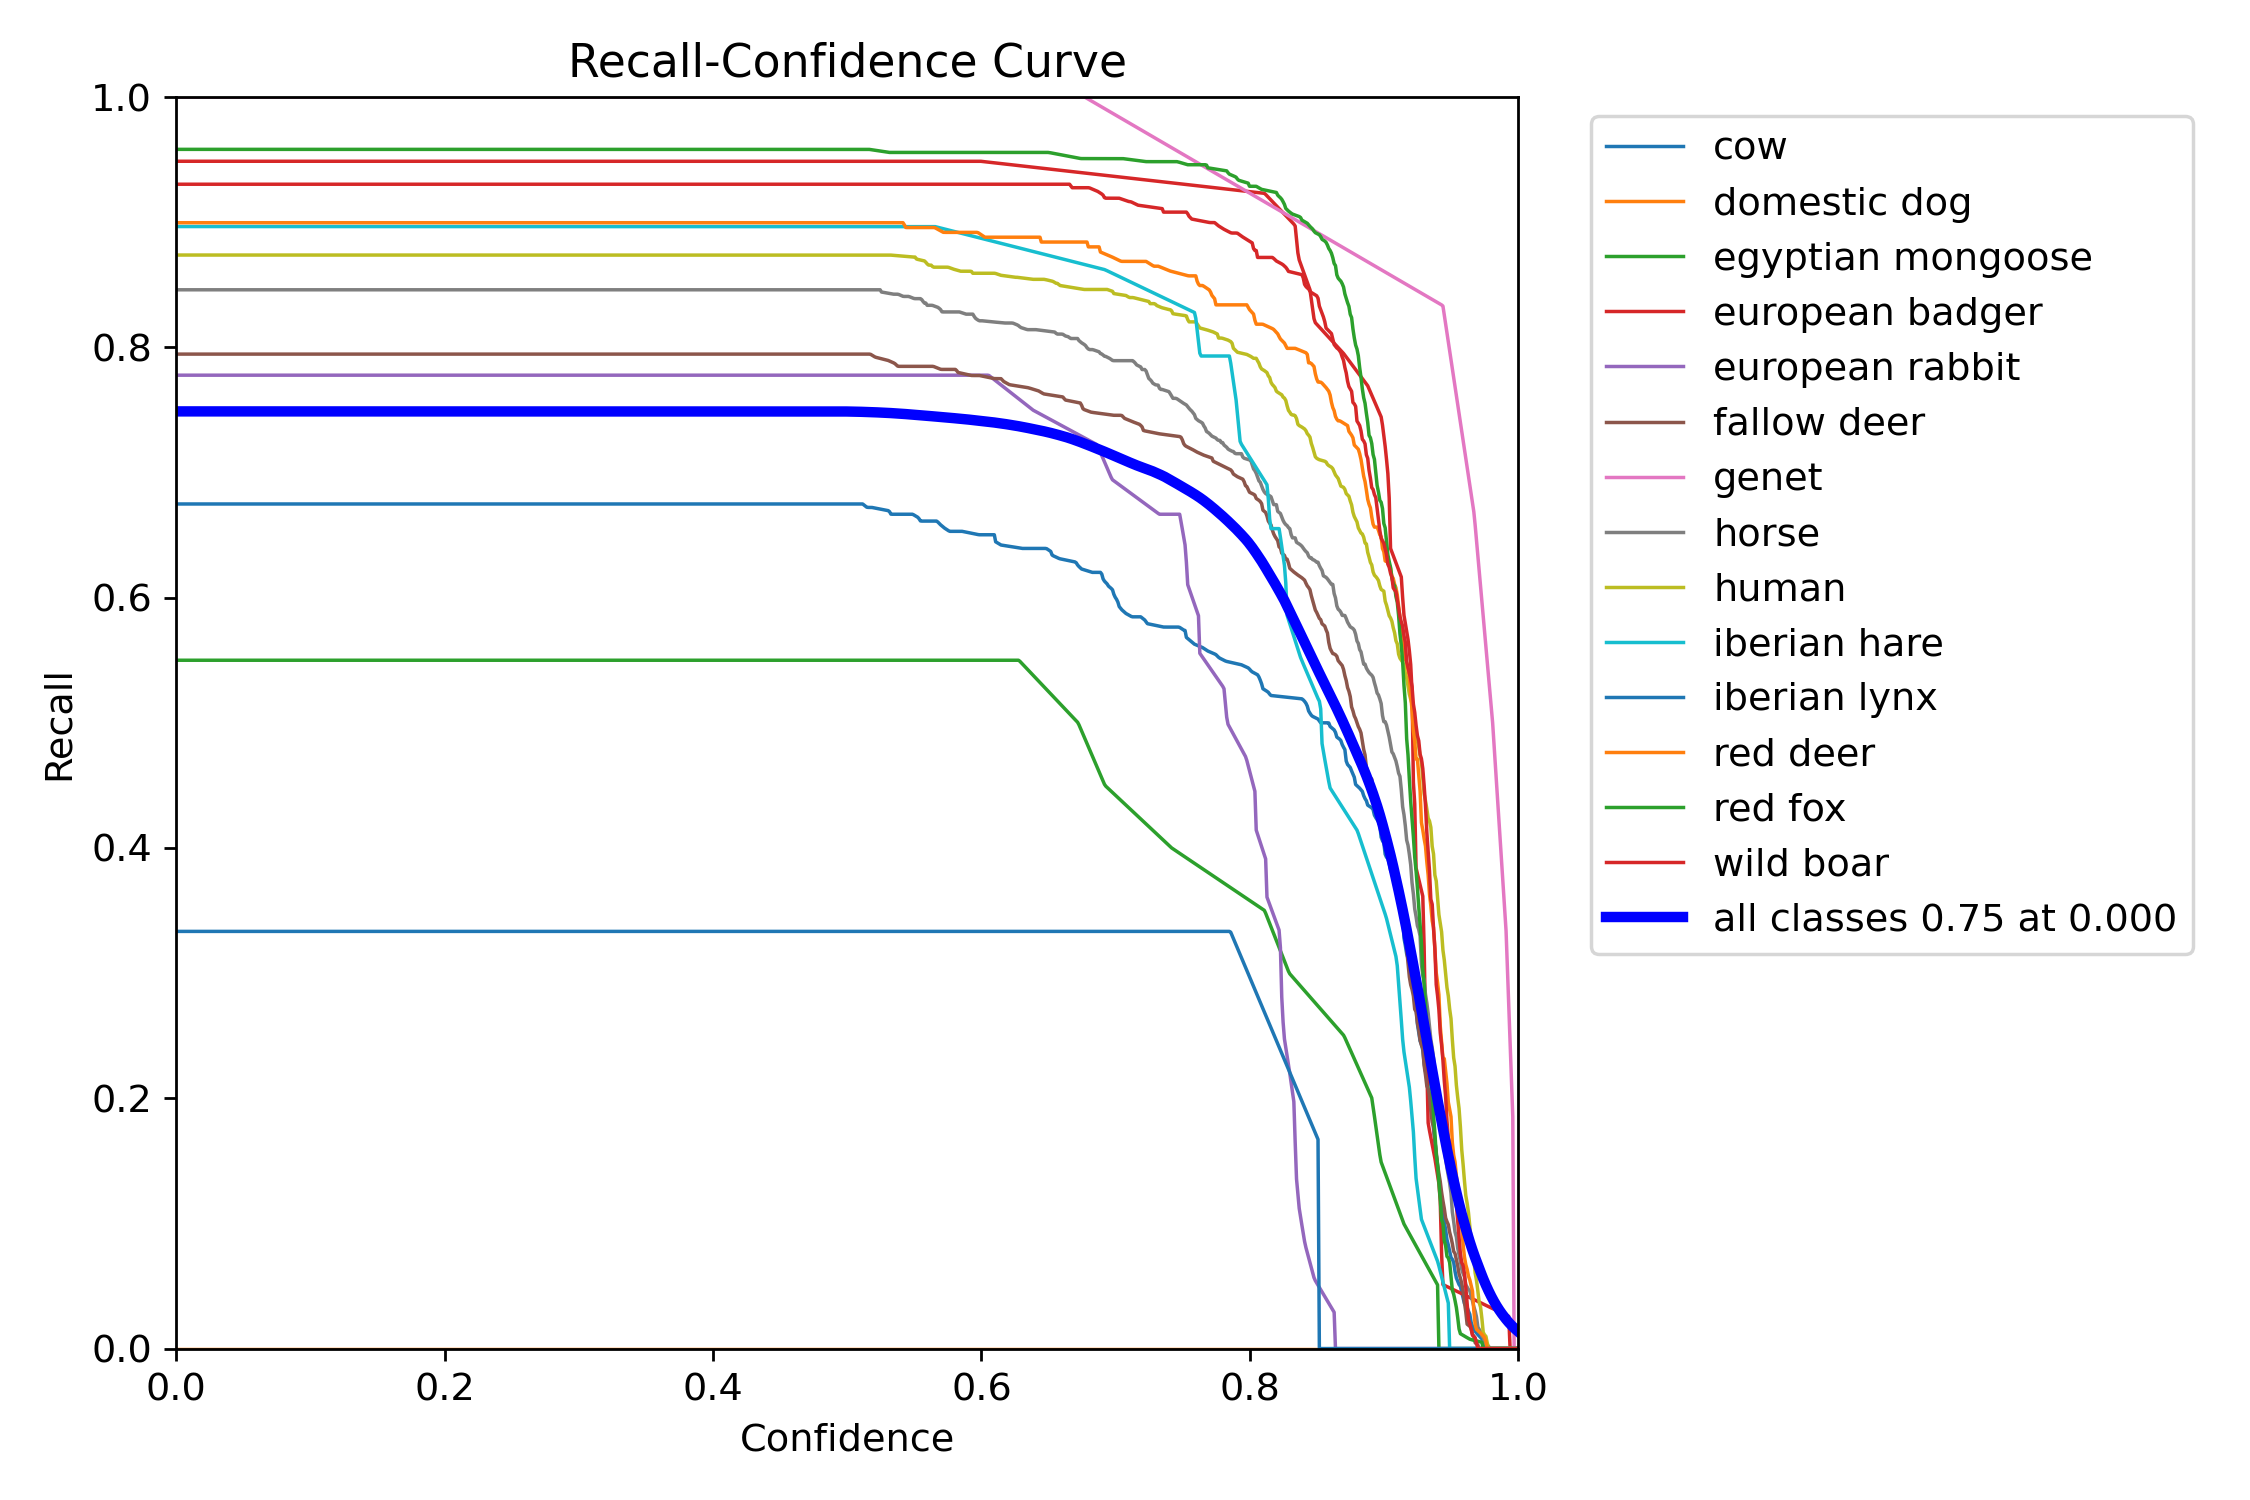 Recall-Confidence Curve
1.0
0.8
0.6
0.4
0.2
0.0
Recall
0.0 0.2 0.4 0.6 0.8 1.0
Confidence
cow
domestic dog
egyptian mongoose
european badger
european rabbit
fallow deer
genet
horse
human
iberian hare
iberian lynx
red deer
red fox
wild boar
all classes 0.75 at 0.000